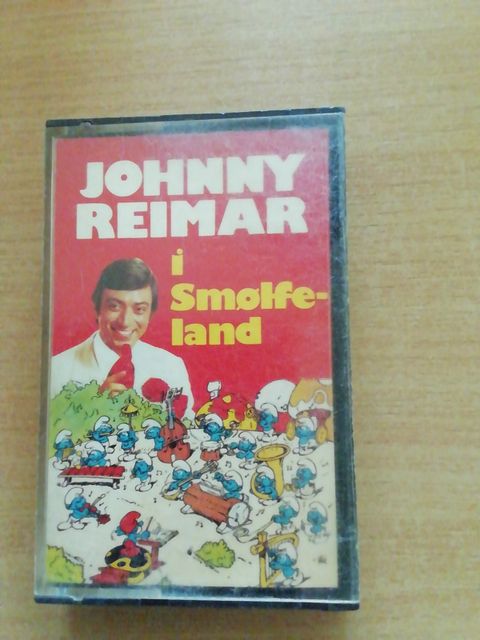 JOHNNY
REIMAR
i
Smølfe-
land